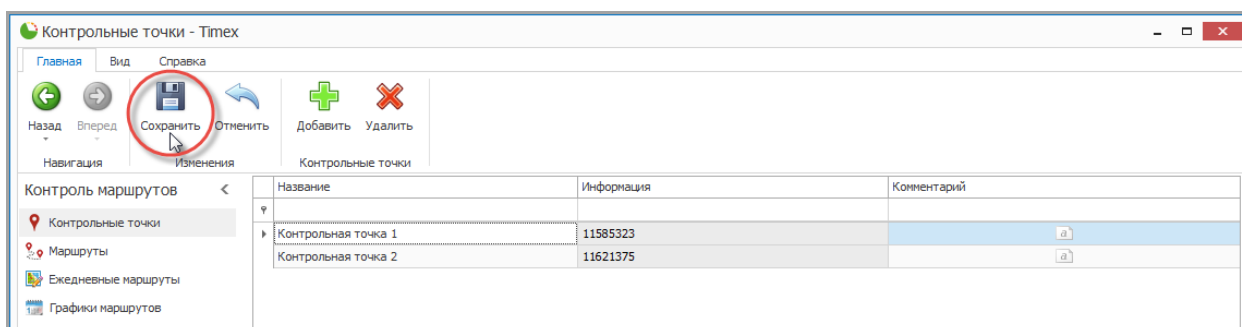 Контрольные точки - Timex
Главная Вид Справка
Назад Вперед Сохранить Отменить Добавить Удалить
Навигация Изменения Контрольные точки
Контроль маршрутов
Название Информация Комментарий
Контрольные точки
Контрольная точка 1 11585323 a
Маршруты
Контрольная точка 2 11621375 a
Ежедневные маршруты
Графики маршрутов